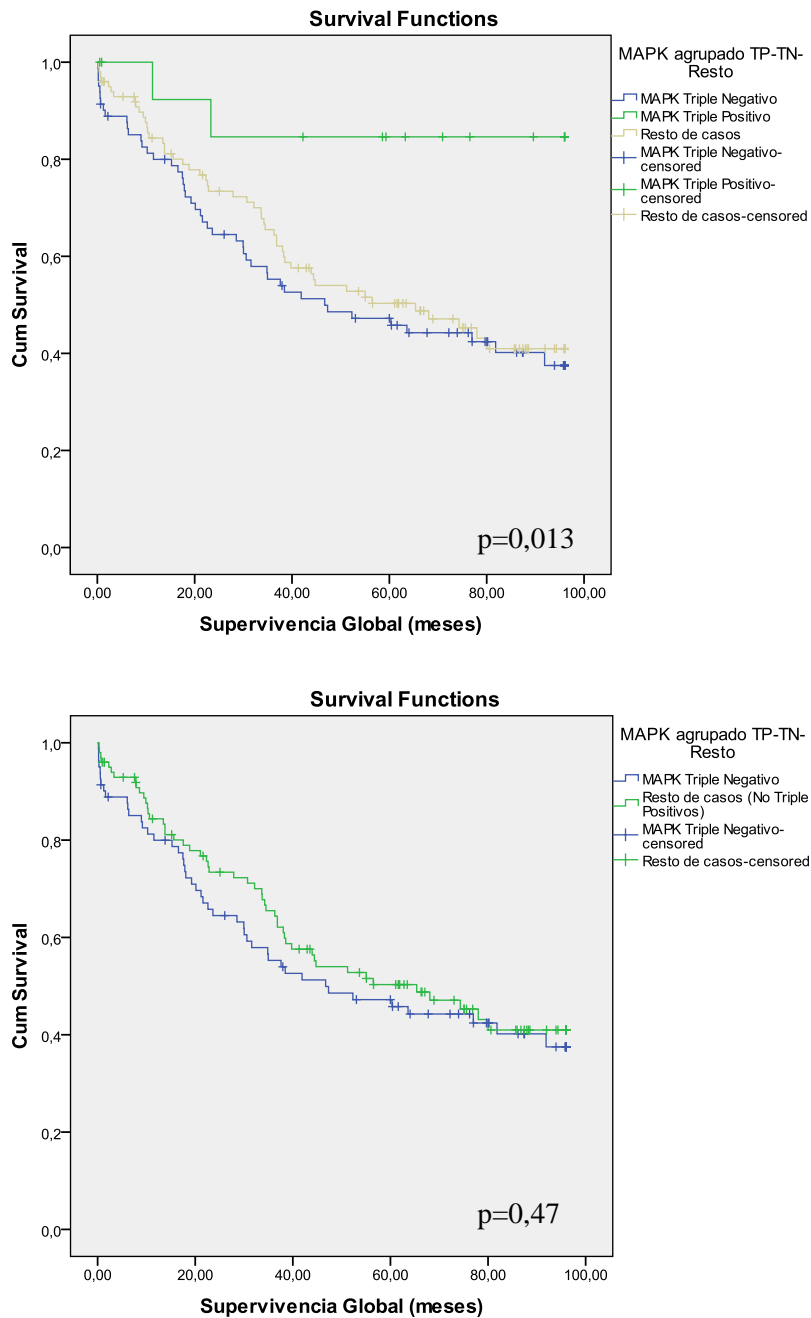 Survival Functions
MAPK agrupado TP-TN-
Resto
MAPK Triple Negativo
MAPK Triple Positivo
Resto de casos
MAPK Triple Negativo-
censored
MAPK Triple Positivo-
censored
Resto de casos-censored
Cum Survival
1,0
0,8
0,6
0,4
0,2
0,0
p=0,013
0,00
20,00
40,00
60,00
80,00
100,00
Supervivencia Global (meses)
Survival Functions
MAPK agrupado TP-TN-
Resto
MAPK Triple Negativo
Resto de casos (No Triple
Positivos)
MAPK Triple Negativo-
censored
Resto de casos-censored
Cum Survival
1,0
0,8
0,6
0,4
0,2
0,0
p=0,47
0,00
20,00
40,00
60,00
80,00
100,00
Supervivencia Global (meses)